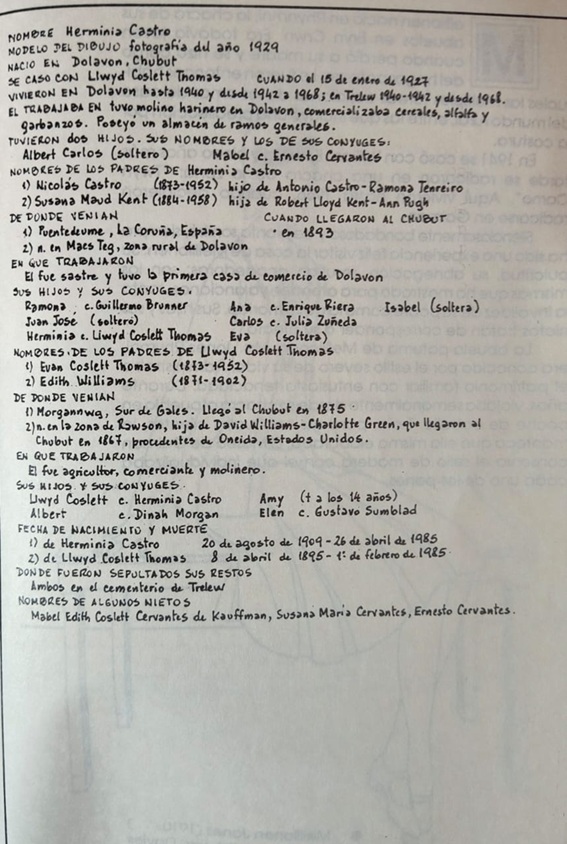 NOMBRE Herminia Castro
MODELO DEL DIBUJO fotografía del año 1929
NACIO EN Dolavon, Chubut
SE CASO CON Llwyd Coslett Thomas CUANDO el 15 de enero de 1927
VIVIERON EN Dolavon hasta 1940 y desde 1942 a 1968; en Trelew 1940-1942 y desde 1968.
EL TRABAJABA EN tuvo molino harinero en Dolavon, comercializaba cereales, alfalfa y
garbanzos. Poseyó un almacén de ramos generales.
TUVIERON DOS HIJOS. SUS NOMBRES Y LOS DE SUS CONYUGES:
Albert Carlos (soltero) Mabel c. Ernesto Cervantes
NOMBRES DE LOS PADRES DE Herminia Castro
1) Nicolás Castro (1873-1952) hijo de Antonio Castro-Ramona Tenreiro
2) Susana Maud Kent (1884-1958) hija de Robert Lloyd Kent-Ann Pugh
DE DONDE VENIAN CUANDO LLEGARON AL CHUBUT
1) Puentedeume, La Coruña, España · en 1893
2) n. en Maes Teg, zona rural de Dolavon
EN QUE TRABAJARON
El fue sastre y tuvo la primera casa de comercio de Dolavon
SUS HIJOS Y SUS CONYUGES.
Ramona c. Guillermo Brunner Ana c. Enrique Riera Isabel (soltera)
Juan José (soltero) Carlos c. Julia Zuñeda
Herminia c. Llwyd Coslett Thomas Eva (soltera)
NOMBRES DE LOS PADRES DE Llwyd Coslett Thomas
1) Evan Coslett Thomas (1873-1952)
2) Edith Williams (1871-1902)
DE DONDE VENIAN
1) Morgannwg, Sur de Gales. Llegó al Chubut en 1875
2) n. en la zona de Rawson, hija de David Williams-Charlotte Green, que llegaron al
Chubut en 1867, procedentes de Oneida, Estados Unidos.
EN QUE TRABAJARON
El fue agricultor, comerciante y molinero.
SUS HIJOS Y SUS CONYUGES.
Llwyd Coslett c. Herminia Castro Amy († a los 14 años)
Albert c. Dinah Morgan Elen c. Gustavo Sumblad
FECHA DE NACIMIENTO Y MUERTE
1) de Herminia Castro 20 de agosto de 1909-26 de abril de 1985
2) de Llwyd Coslett Thomas 8 de abril de 1895-1º de febrero de 1985.
DONDE FUERON SEPULTADOS SUS RESTOS
Ambos en el cementerio de Trelew
NOMBRES DE ALGUNOS NIETOS
Mabel Edith Coslett Cervantes de Kauffman, Susana María Cervantes, Ernesto Cervantes.